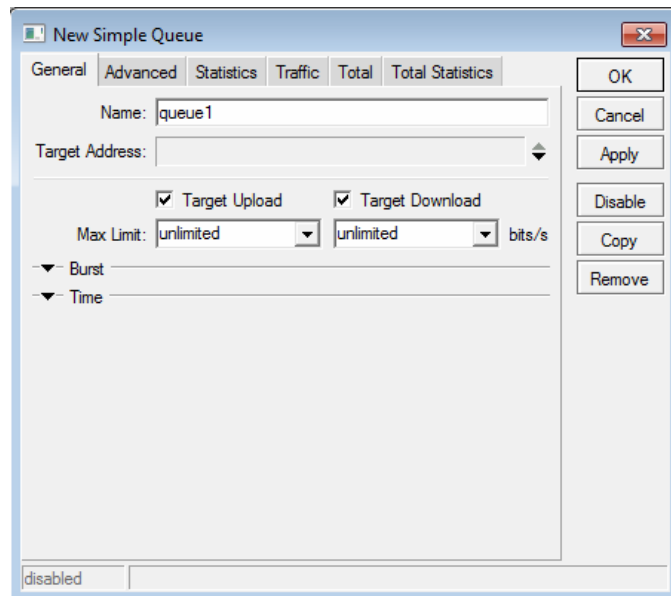 New Simple Queue
General Advanced Statistics Traffic Total Total Statistics
OK
Name: queue1
Cancel
Target Address:
Apply
Target Upload Target Download
Disable
Max Limit: unlimited unlimited bits/s
Copy
Burst
Remove
Time
disabled